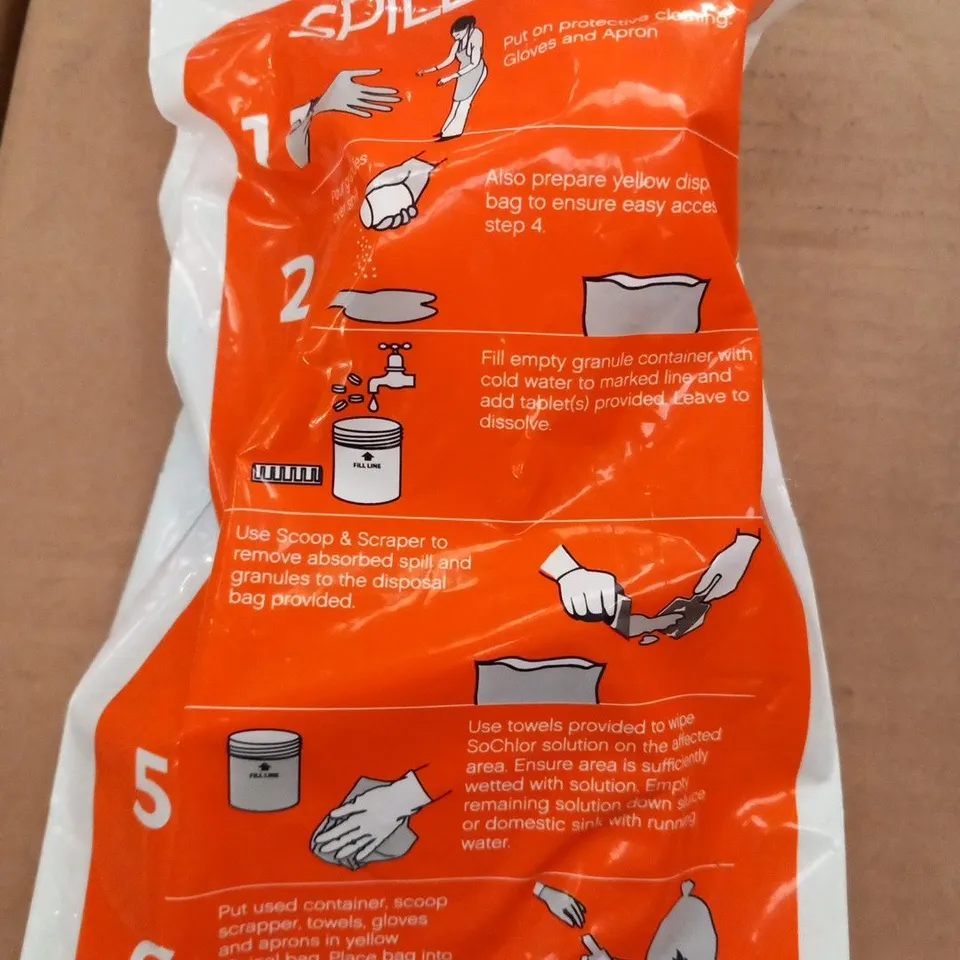 SPILL
1
Put on protective clothing.
Gloves and Apron
2
Also prepare yellow disp
bag to ensure easy acces
step 4.
Fill empty granule container with
cold water to marked line and
add tablet(s) provided. Leave to
dissolve.
FILL LINE
Use Scoop & Scraper to
remove absorbed spill and
granules to the disposal
bag provided.
5
FILL LINE
Use towels provided to wipe
SoChlor solution on the affected
area. Ensure area is sufficiently
wetted with solution. Empty
remaining solution down sluice
or domestic sink with running
water.
Put used container, scoop
scrapper, towels, gloves
and aprons in yellow
bag. Place bag into